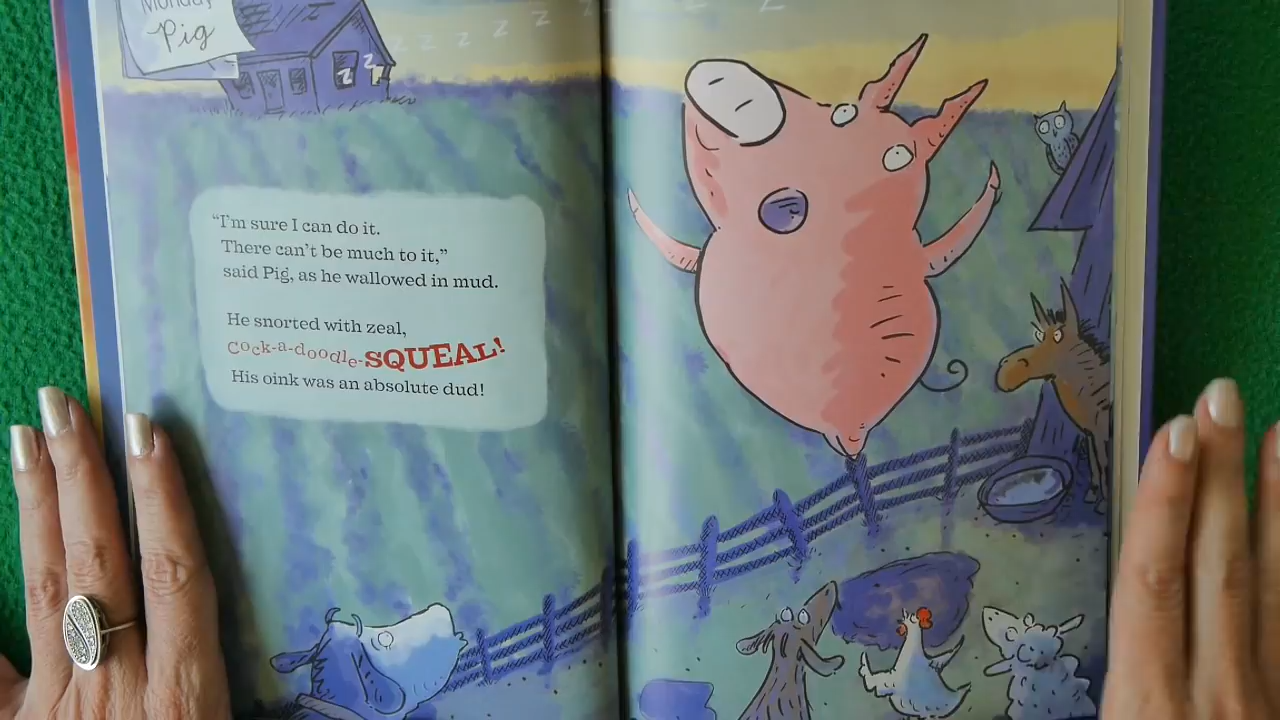 Monday
Pig
z z z z z z z z z
“I’m sure I can do it.
There can’t be much to it,”
said Pig, as he wallowed in mud.
He snorted with zeal,
cock-a-doodle-SQUEAL!
His oink was an absolute dud!